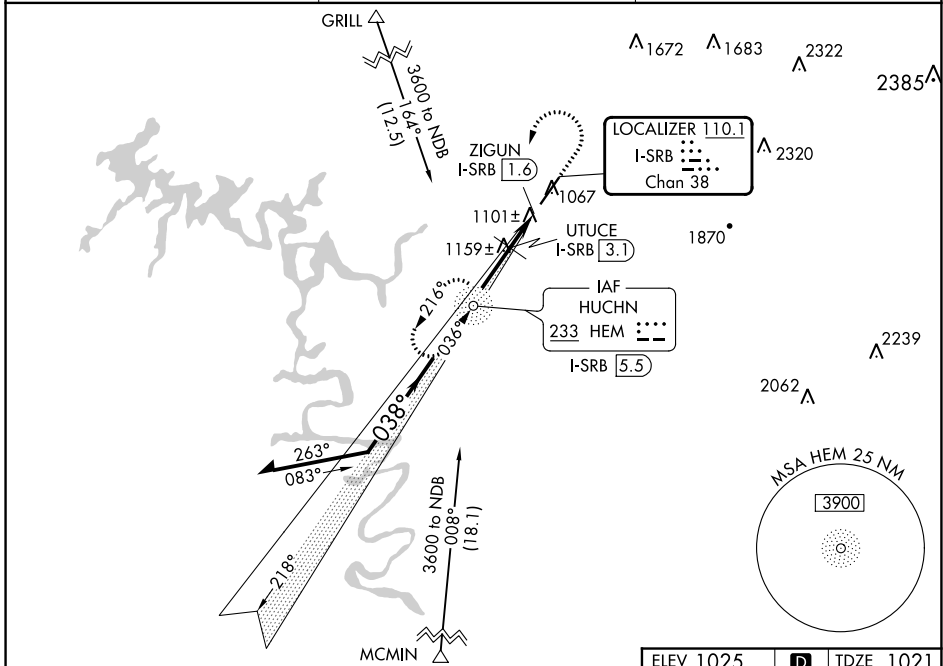 GRILL
3600 to NDB
164°
(12.5)
1672
1683
2322
2385
LOCALIZER 110.1
I-SRB
Chan 38
2320
ZIGUN
I-SRB 1.6
1067
1101±
UTUCE
I-SRB 3.1
1159±
1870
IAF
HUCHN
233 HEM
I-SRB 5.5
216°
036°
2239
2062
038°
263°
083°
MSA HEM 25 NM
3900
3600 to NDB
008°
(18.1)
218°
MCMIN
ELEV 1025
D
TDZE 1021